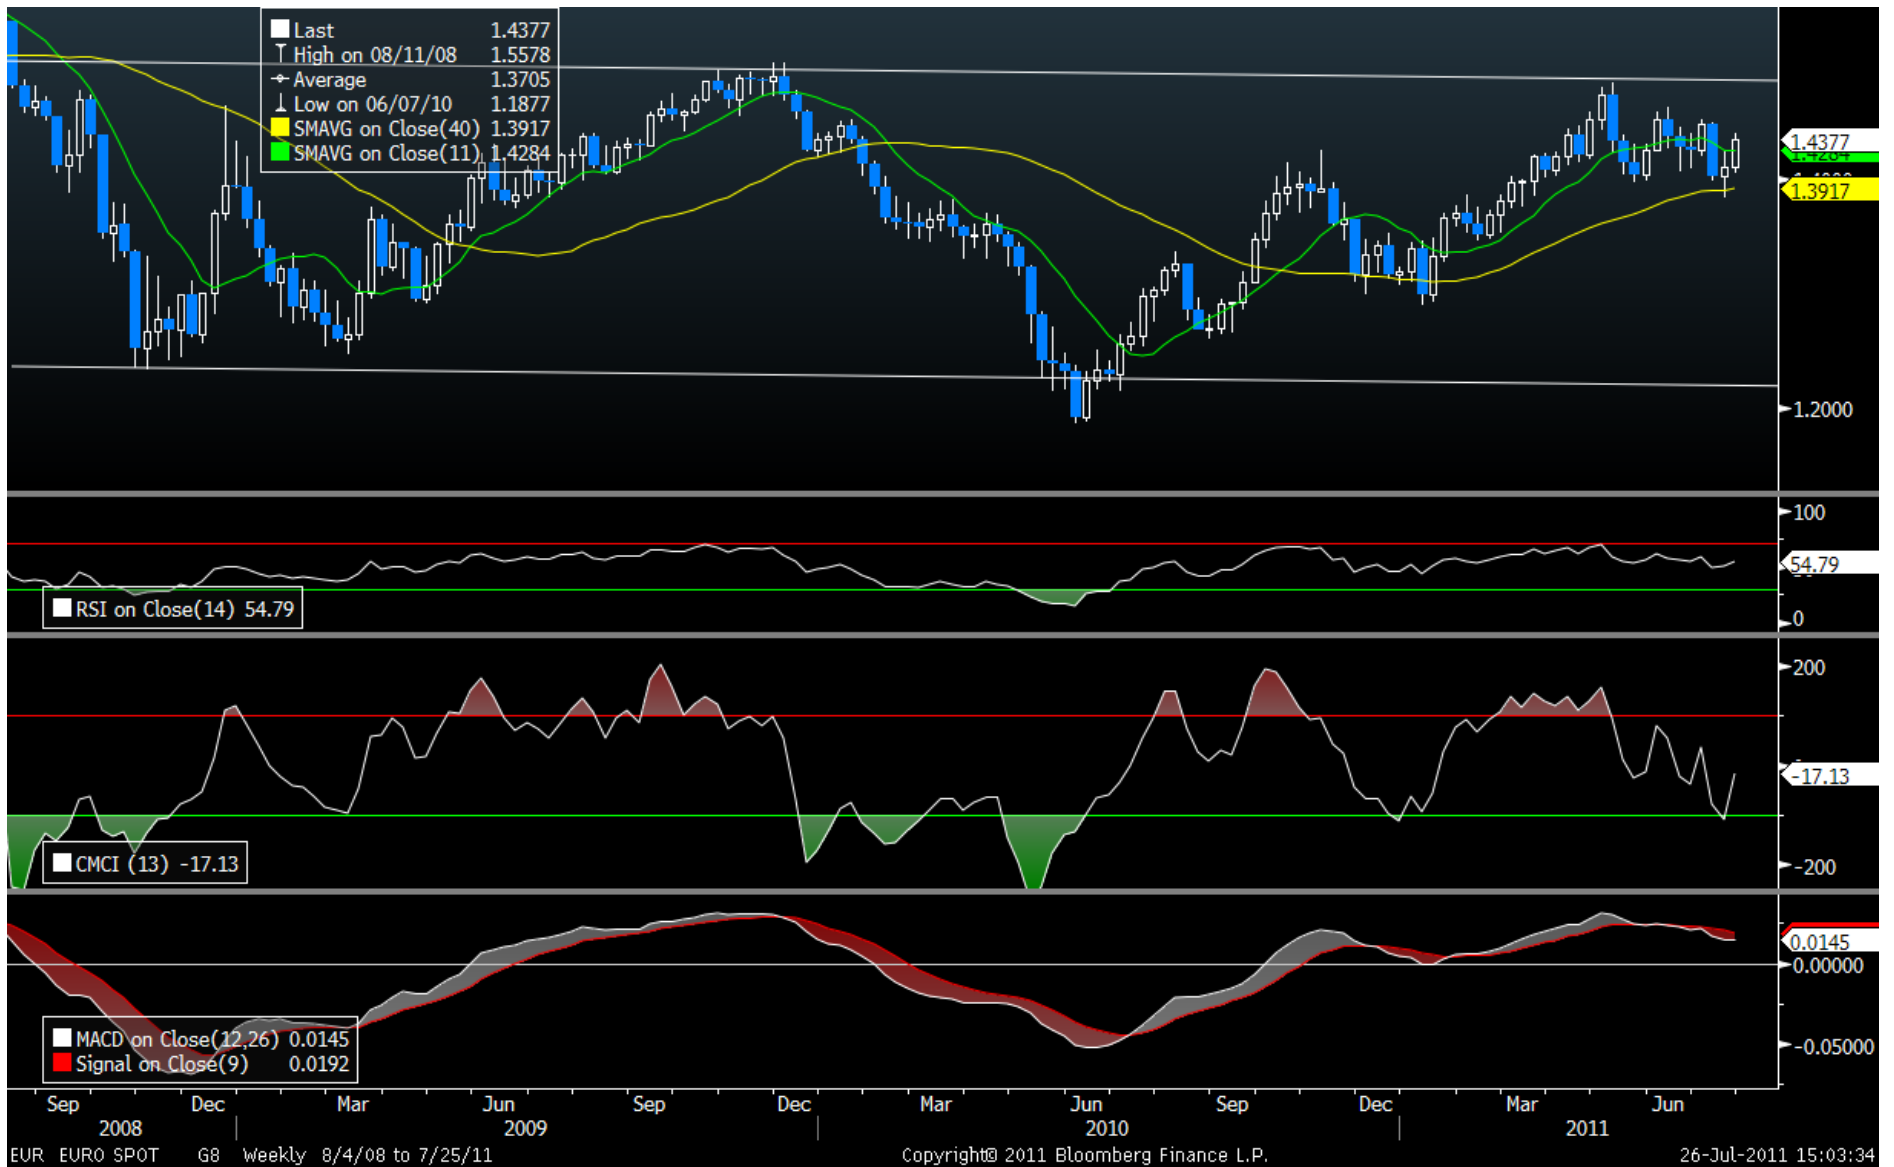 Last 1.4377
High on 08/11/08 1.5578
Average 1.3705
Low on 06/07/10 1.1877
SMAVG on Close(40) 1.3917
SMAVG on Close(11) 1.4284
1.4377
1.4284
1.3917
1.2000
100
54.79
0
RSI on Close(14) 54.79
200
-17.13
-200
CMCI (13) -17.13
0.0145
0.00000
-0.05000
MACD on Close(12,26) 0.0145
Signal on Close(9) 0.0192
Sep Dec Mar Jun Sep Dec Mar Jun Sep Dec Mar Jun
2008 2009 2010 2011
EUR EURO SPOT G8 Weekly 8/4/08 to 7/25/11 Copyright© 2011 Bloomberg Finance L.P. 26-Jul-2011 15:03:34